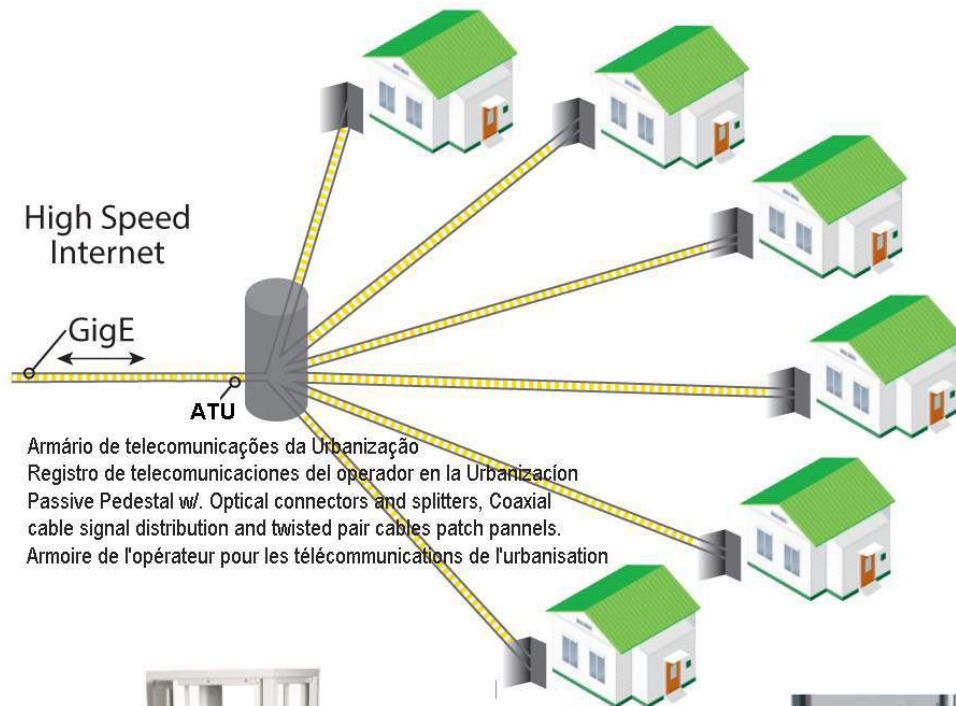 High Speed
Internet
GigE
ATU
Armário de telecomunicações da Urbanização
Registro de telecomunicaciones del operador en la Urbanizacíon
Passive Pedestal w/. Optical connectors and splitters, Coaxial
cable signal distribution and twisted pair cables patch pannels.
Armoire de l'opérateur pour les télécommunications de l'urbanisation